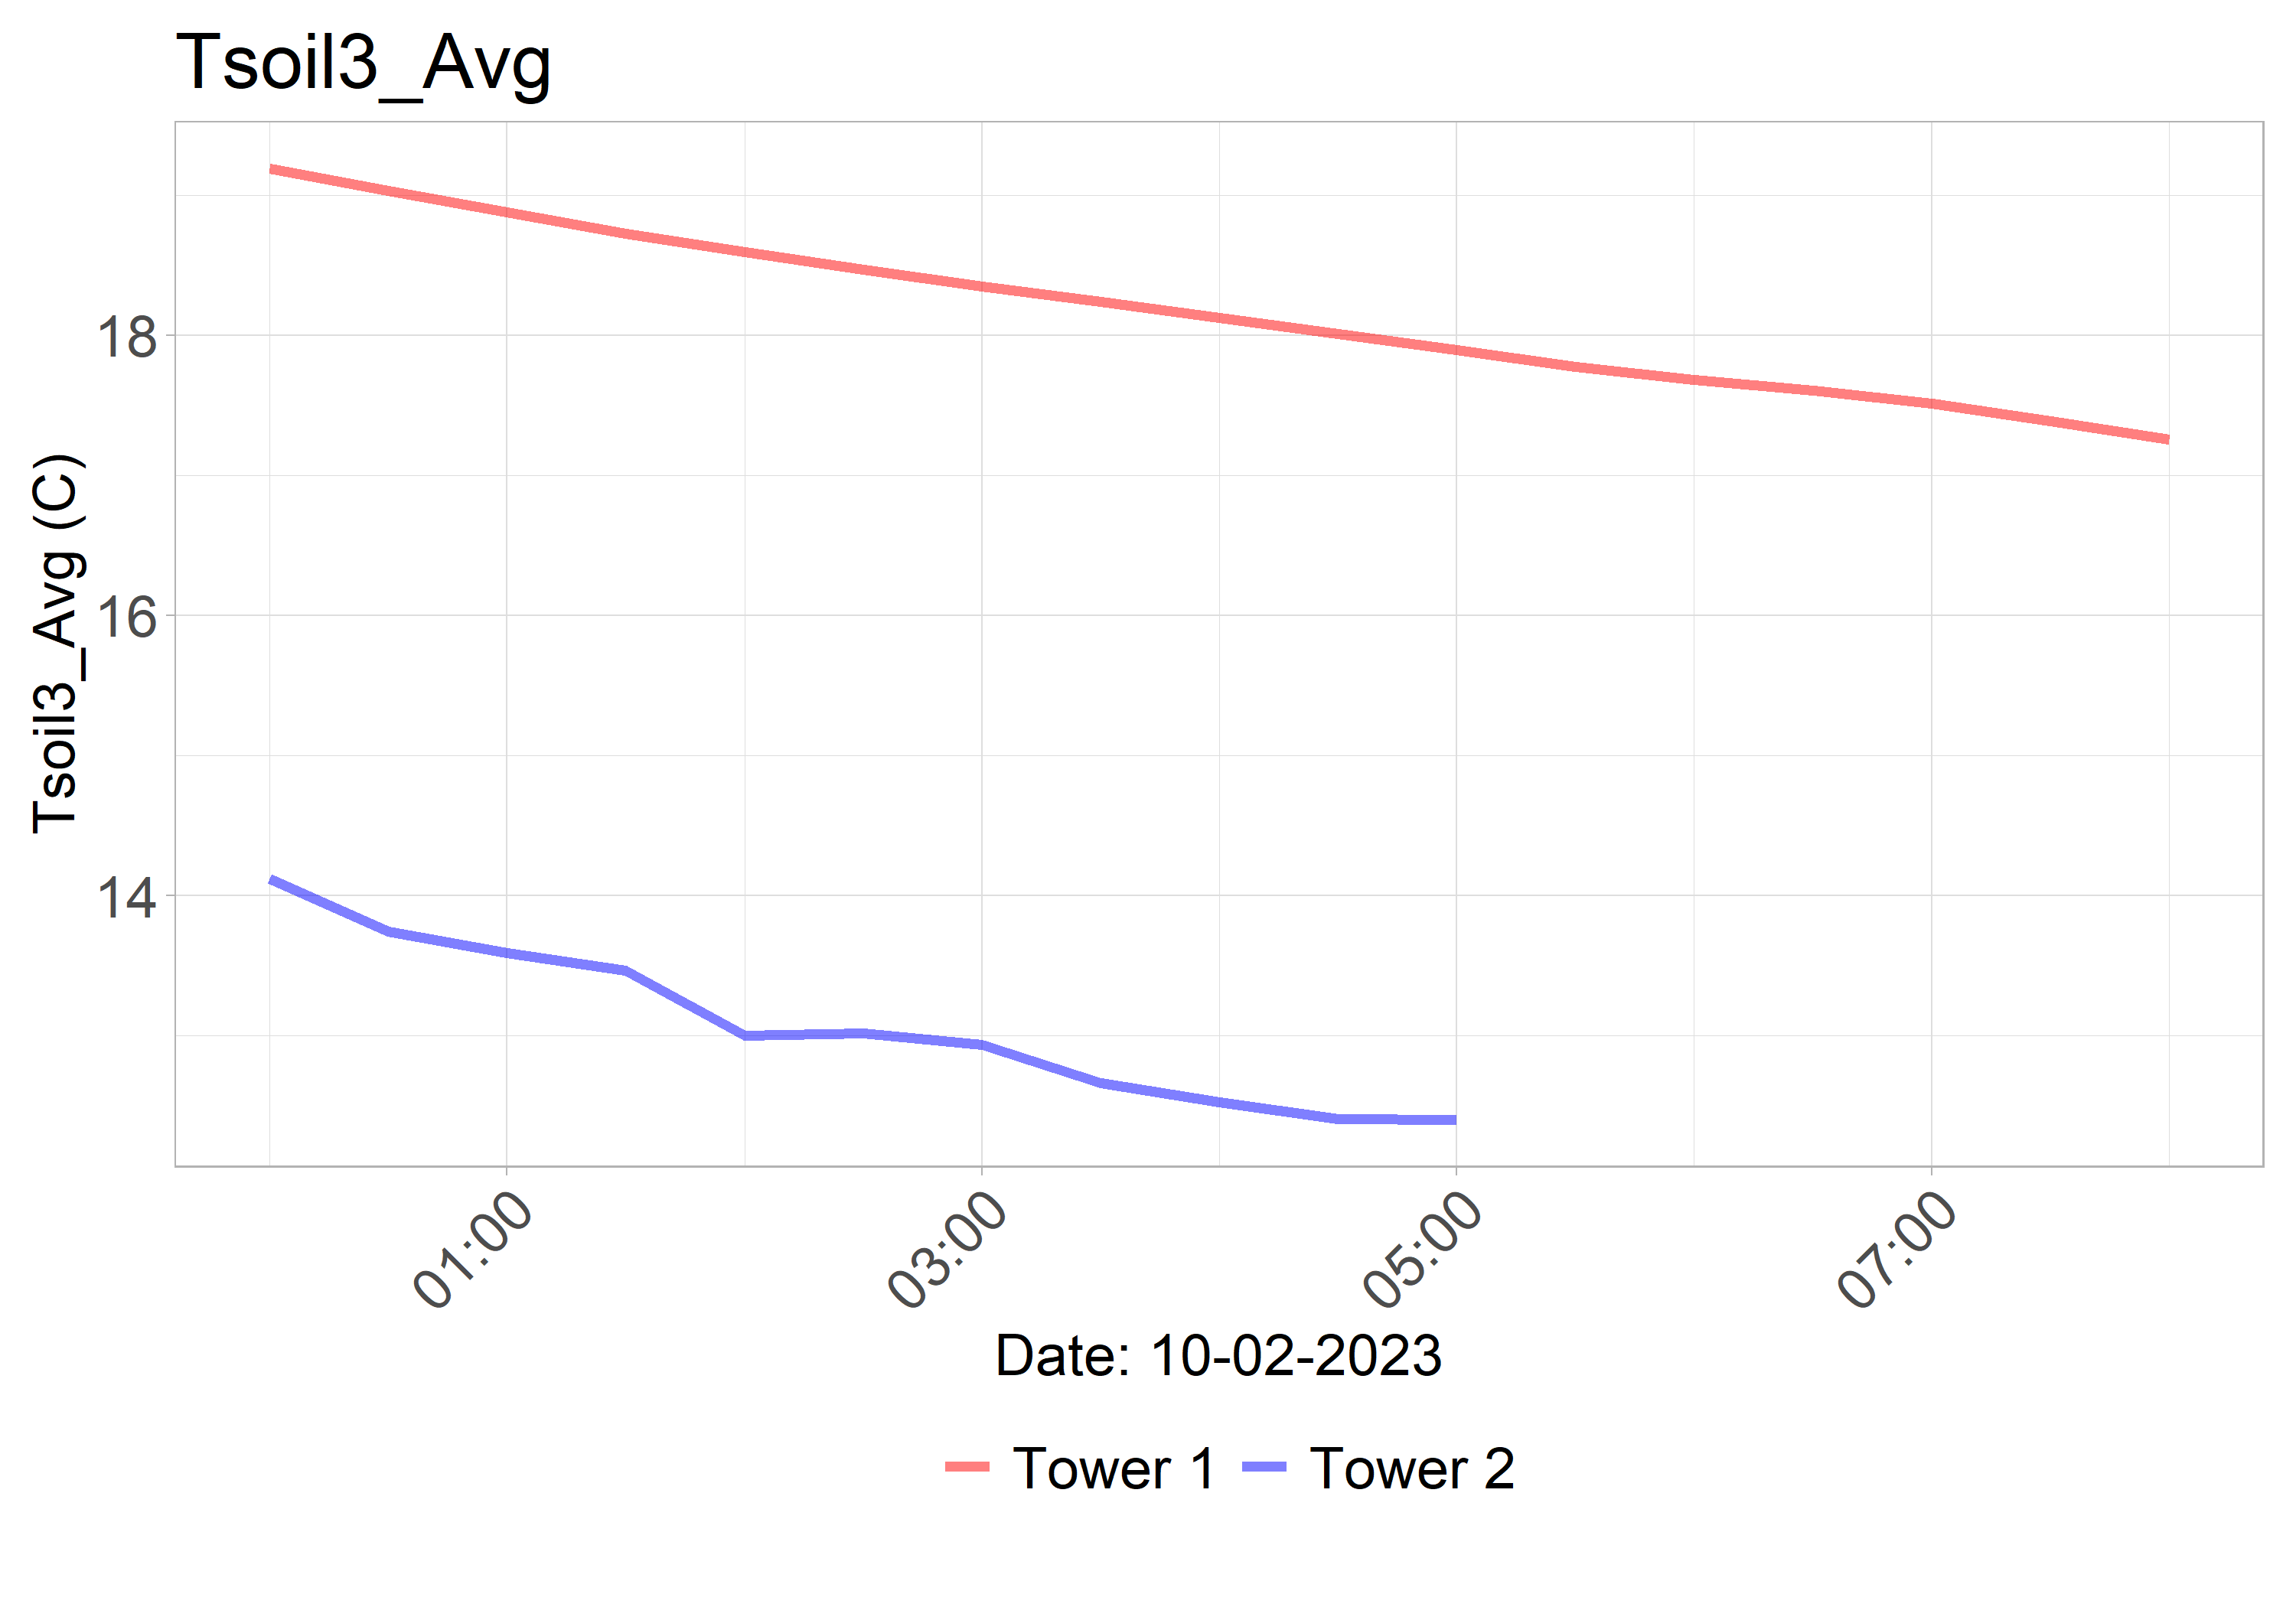 Tsoil3_Avg
Tsoil3_Avg (C)
18
16
14
01:00
03:00
05:00
07:00
Date: 10-02-2023
Tower 1
Tower 2